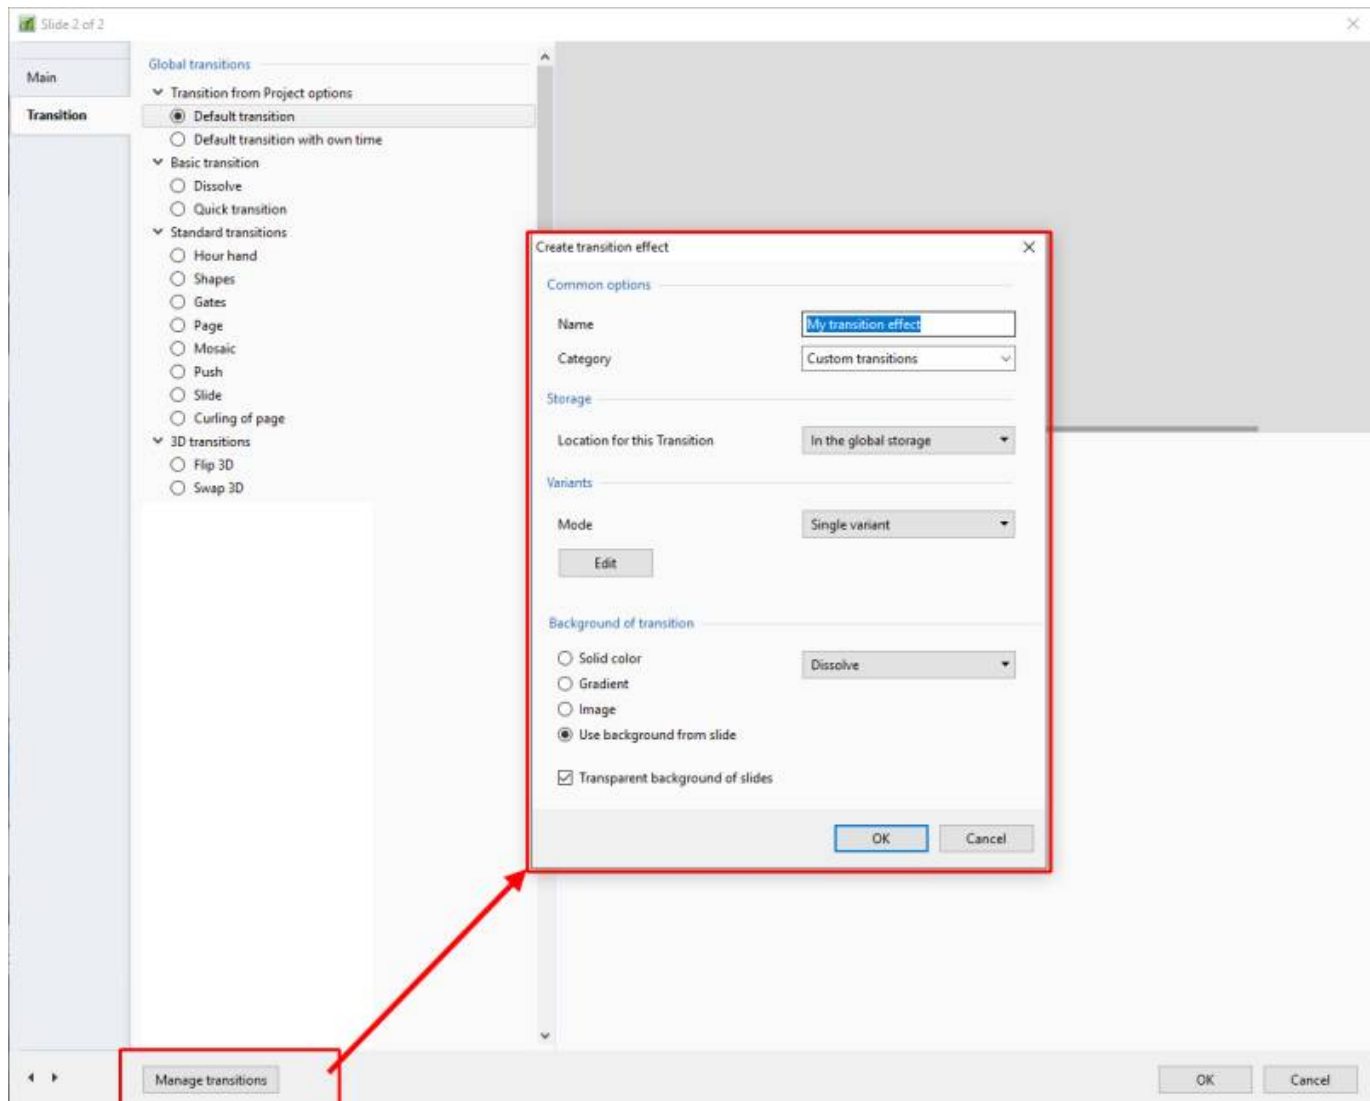 Slide 2 of 2
Main
Transition
Global transitions
Transition from Project options
Default transition
Default transition with own time
Basic transition
Dissolve
Quick transition
Standard transitions
Hour hand
Shapes
Gates
Page
Mosaic
Push
Slide
Curling of page
3D transitions
Flip 3D
Swap 3D
Create transition effect
Common options
Name My transition effect
Category Custom transitions
Storage
Location for this Transition In the global storage
Variants
Mode Single variant
Edit
Background of transition
Solid color Dissolve
Gradient
Image
Use background from slide
Transparent background of slides
OK Cancel
Manage transitions OK Cancel